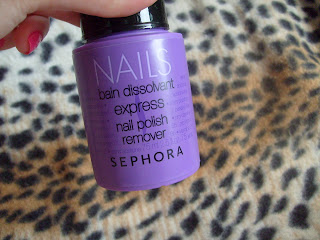 NAILS
bain dissolvant
express
nail polish
remover
SEPHORA